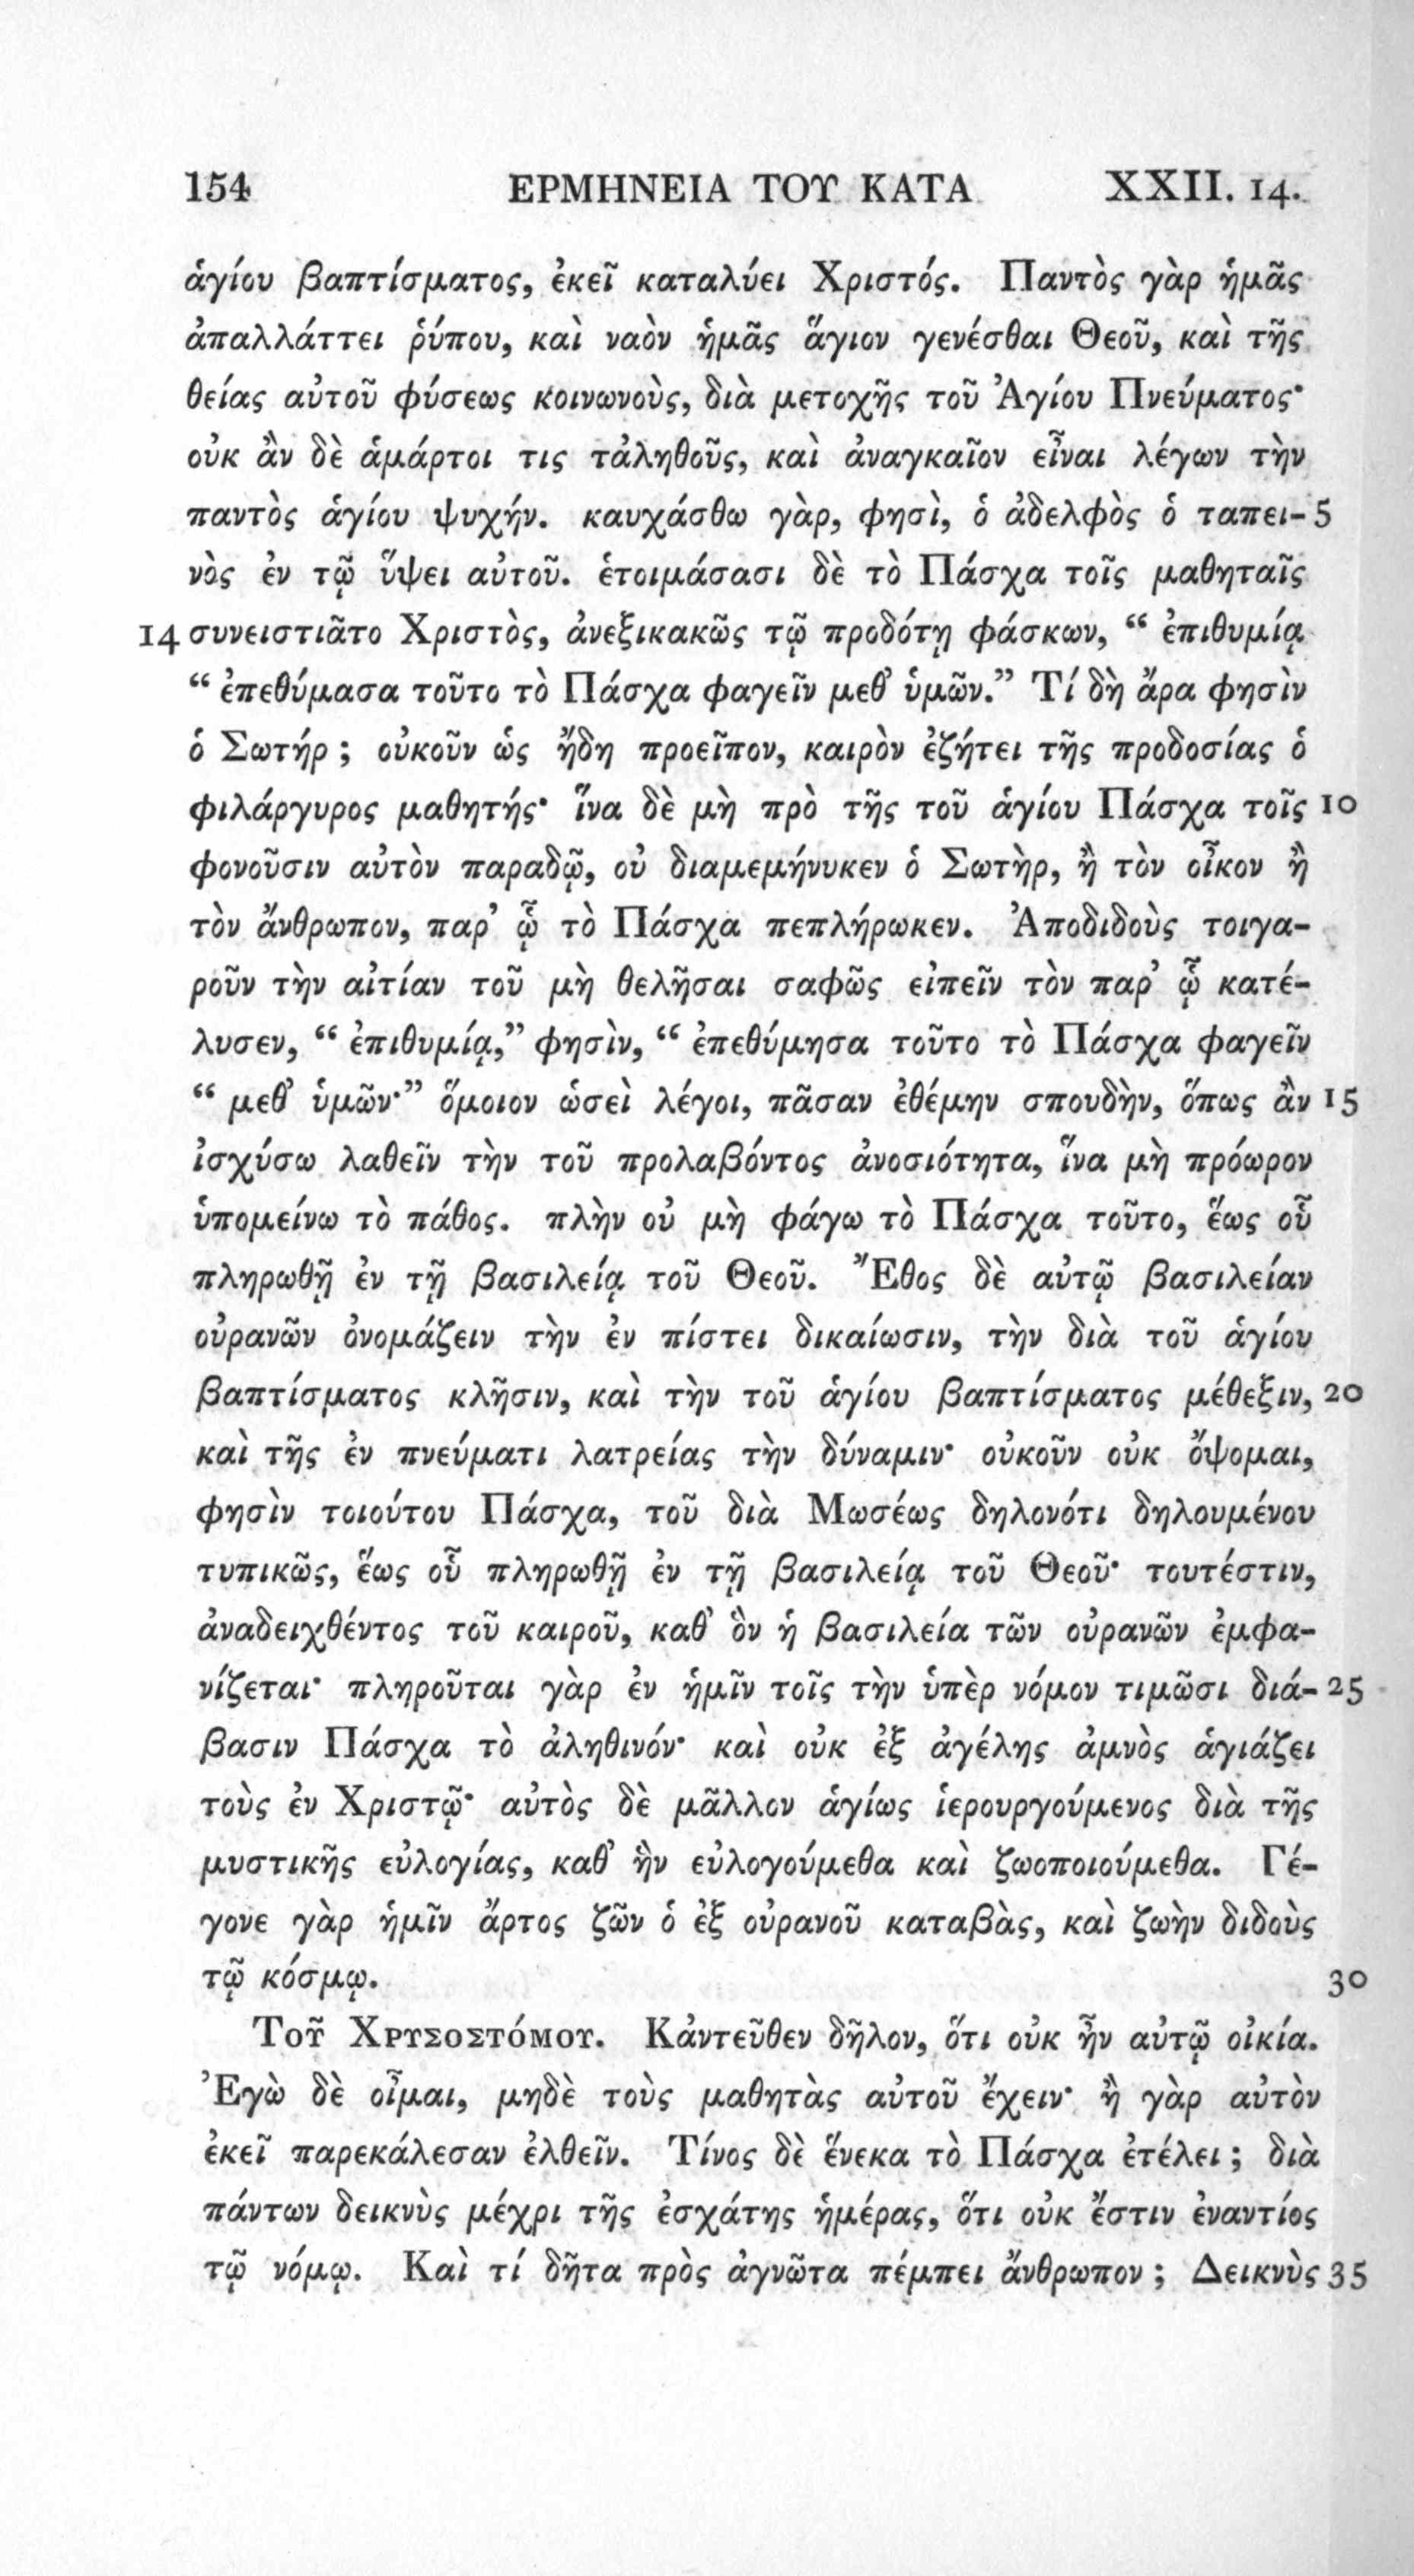 154 ΕΡΜΗΝΕΙΑ ΤΟΥ ΚΑΤΑ XXII. 14.
ἁγίου βαπτίσματος, ἐκεῖ καταλύει Χριστός. Παντὸς γὰρ ἡμᾶς
ἀπαλλάττει ῥύπου, καὶ ναὸν ἡμᾶς ἅγιον γενέσθαι Θεοῦ, καὶ τῆς
θείας αὐτοῦ φύσεως κοινωνοὺς, διὰ μετοχῆς τοῦ Ἁγίου Πνεύματος·
οὐκ ἂν δὲ ἁμάρτοι τις τἀληθοῦς, καὶ ἀναγκαῖον εἶναι λέγων τὴν
παντὸς ἁγίου ψυχήν. καυχάσθω γὰρ, φησὶ, ὁ ἀδελφὸς ὁ ταπει- 5
νὸς ἐν τῷ ὕψει αὐτοῦ. ἑτοιμάσασι δὲ τὸ Πάσχα τοῖς μαθηταῖς
14 συνειστιᾶτο Χριστὸς, ἀνεξικακῶς τῷ προδότῃ φάσκων, “ ἐπιθυμίᾳ
“ ἐπεθύμασα τοῦτο τὸ Πάσχα φαγεῖν μεθ’ ὑμῶν.” Τί δὴ ἄρα φησὶν
ὁ Σωτήρ ; οὐκοῦν ὡς ἤδη προεῖπον, καιρὸν ἐζήτει τῆς προδοσίας ὁ
φιλάργυρος μαθητής· ἵνα δὲ μὴ πρὸ τῆς τοῦ ἁγίου Πάσχα τοῖς 10
φονοῦσιν αὐτὸν παραδῷ, οὐ διαμεμήνυκεν ὁ Σωτὴρ, ἢ τὸν οἶκον ἢ
τὸν ἄνθρωπον, παρ’ ᾧ τὸ Πάσχα πεπλήρωκεν. Ἀποδιδοὺς τοιγα-
ροῦν τὴν αἰτίαν τοῦ μὴ θελῆσαι σαφῶς εἰπεῖν τὸν παρ’ ᾧ κατέ-
λυσεν, “ ἐπιθυμίᾳ,” φησὶν, “ ἐπεθύμησα τοῦτο τὸ Πάσχα φαγεῖν
“ μεθ’ ὑμῶν·” ὅμοιον ὡσεὶ λέγοι, πᾶσαν ἐθέμην σπουδὴν, ὅπως ἂν 15
ἰσχύσω λαθεῖν τὴν τοῦ προλαβόντος ἀνοσιότητα, ἵνα μὴ πρόωρον
ὑπομείνω τὸ πάθος. πλὴν οὐ μὴ φάγω τὸ Πάσχα τοῦτο, ἕως οὗ
πληρωθῇ ἐν τῇ βασιλείᾳ τοῦ Θεοῦ. Ἔθος δὲ αὐτῷ βασιλείαν
οὐρανῶν ὀνομάζειν τὴν ἐν πίστει δικαίωσιν, τὴν διὰ τοῦ ἁγίου
βαπτίσματος κλῆσιν, καὶ τὴν τοῦ ἁγίου βαπτίσματος μέθεξιν, 20
καὶ τῆς ἐν πνεύματι λατρείας τὴν δύναμιν· οὐκοῦν οὐκ ὄψομαι,
φησὶν τοιούτου Πάσχα, τοῦ διὰ Μωσέως δηλονότι δηλουμένου
τυπικῶς, ἕως οὗ πληρωθῇ ἐν τῇ βασιλείᾳ τοῦ Θεοῦ· τουτέστιν,
ἀναδειχθέντος τοῦ καιροῦ, καθ’ ὃν ἡ βασιλεία τῶν οὐρανῶν ἐμφα-
νίζεται· πληροῦται γὰρ ἐν ἡμῖν τοῖς τὴν ὑπὲρ νόμον τιμῶσι διά- 25
βασιν Πάσχα τὸ ἀληθινόν· καὶ οὐκ ἐξ ἀγέλης ἀμνὸς ἁγιάζει
τοὺς ἐν Χριστῷ· αὐτὸς δὲ μᾶλλον ἁγίως ἱερουργούμενος διὰ τῆς
μυστικῆς εὐλογίας, καθ’ ἣν εὐλογούμεθα καὶ ζωοποιούμεθα. Γέ-
γονε γὰρ ἡμῖν ἄρτος ζῶν ὁ ἐξ οὐρανοῦ καταβὰς, καὶ ζωὴν διδοὺς
τῷ κόσμῳ. 30
Τοῦ Χρυσοστόμου. Κἀντεῦθεν δῆλον, ὅτι οὐκ ἦν αὐτῷ οἰκία.
Ἐγὼ δὲ οἶμαι, μηδὲ τοὺς μαθητὰς αὐτοῦ ἔχειν· ἢ γὰρ αὐτὸν
ἐκεῖ παρεκάλεσαν ἐλθεῖν. Τίνος δὲ ἕνεκα τὸ Πάσχα ἐτέλει ; διὰ
πάντων δεικνὺς μέχρι τῆς ἐσχάτης ἡμέρας, ὅτι οὐκ ἔστιν ἐναντίος
τῷ νόμῳ. Καὶ τί δῆτα πρὸς ἀγνῶτα πέμπει ἄνθρωπον ; Δεικνὺς 35